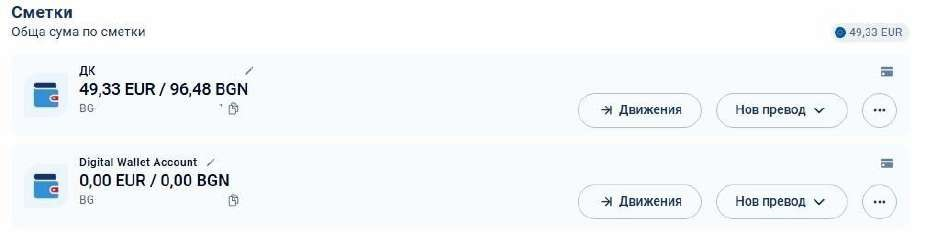 Сметки
Обща сума по сметки
49,33 EUR
ДК
49,33 EUR / 96,48 BGN
BG
Движения
Нов превод
Digital Wallet Account
0,00 EUR / 0,00 BGN
BG
Движения
Нов превод